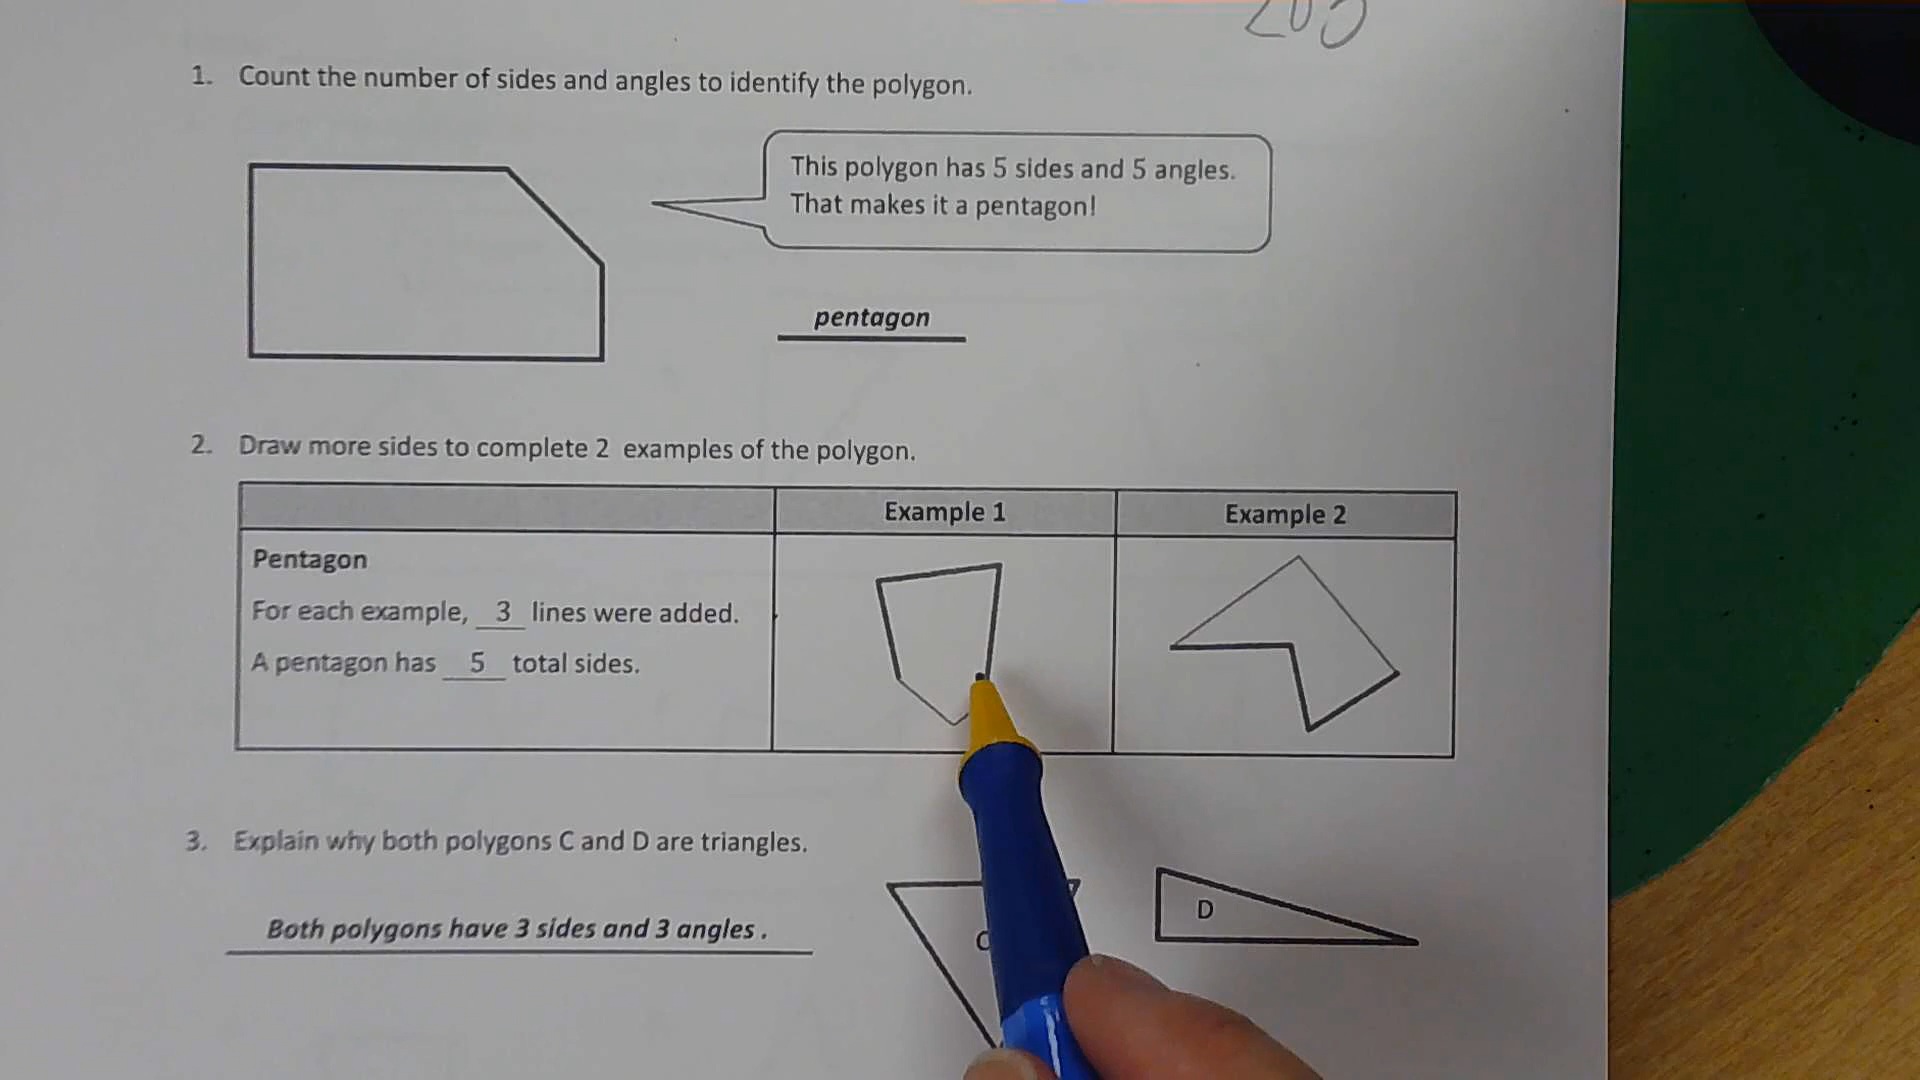 1. Count the number of sides and angles to identify the polygon.
This polygon has 5 sides and 5 angles.
That makes it a pentagon!
pentagon
2. Draw more sides to complete 2 examples of the polygon.
Example 1 Example 2
Pentagon
For each example, 3 lines were added.
A pentagon has 5 total sides.
3. Explain why both polygons C and D are triangles.
Both polygons have 3 sides and 3 angles .
C
D